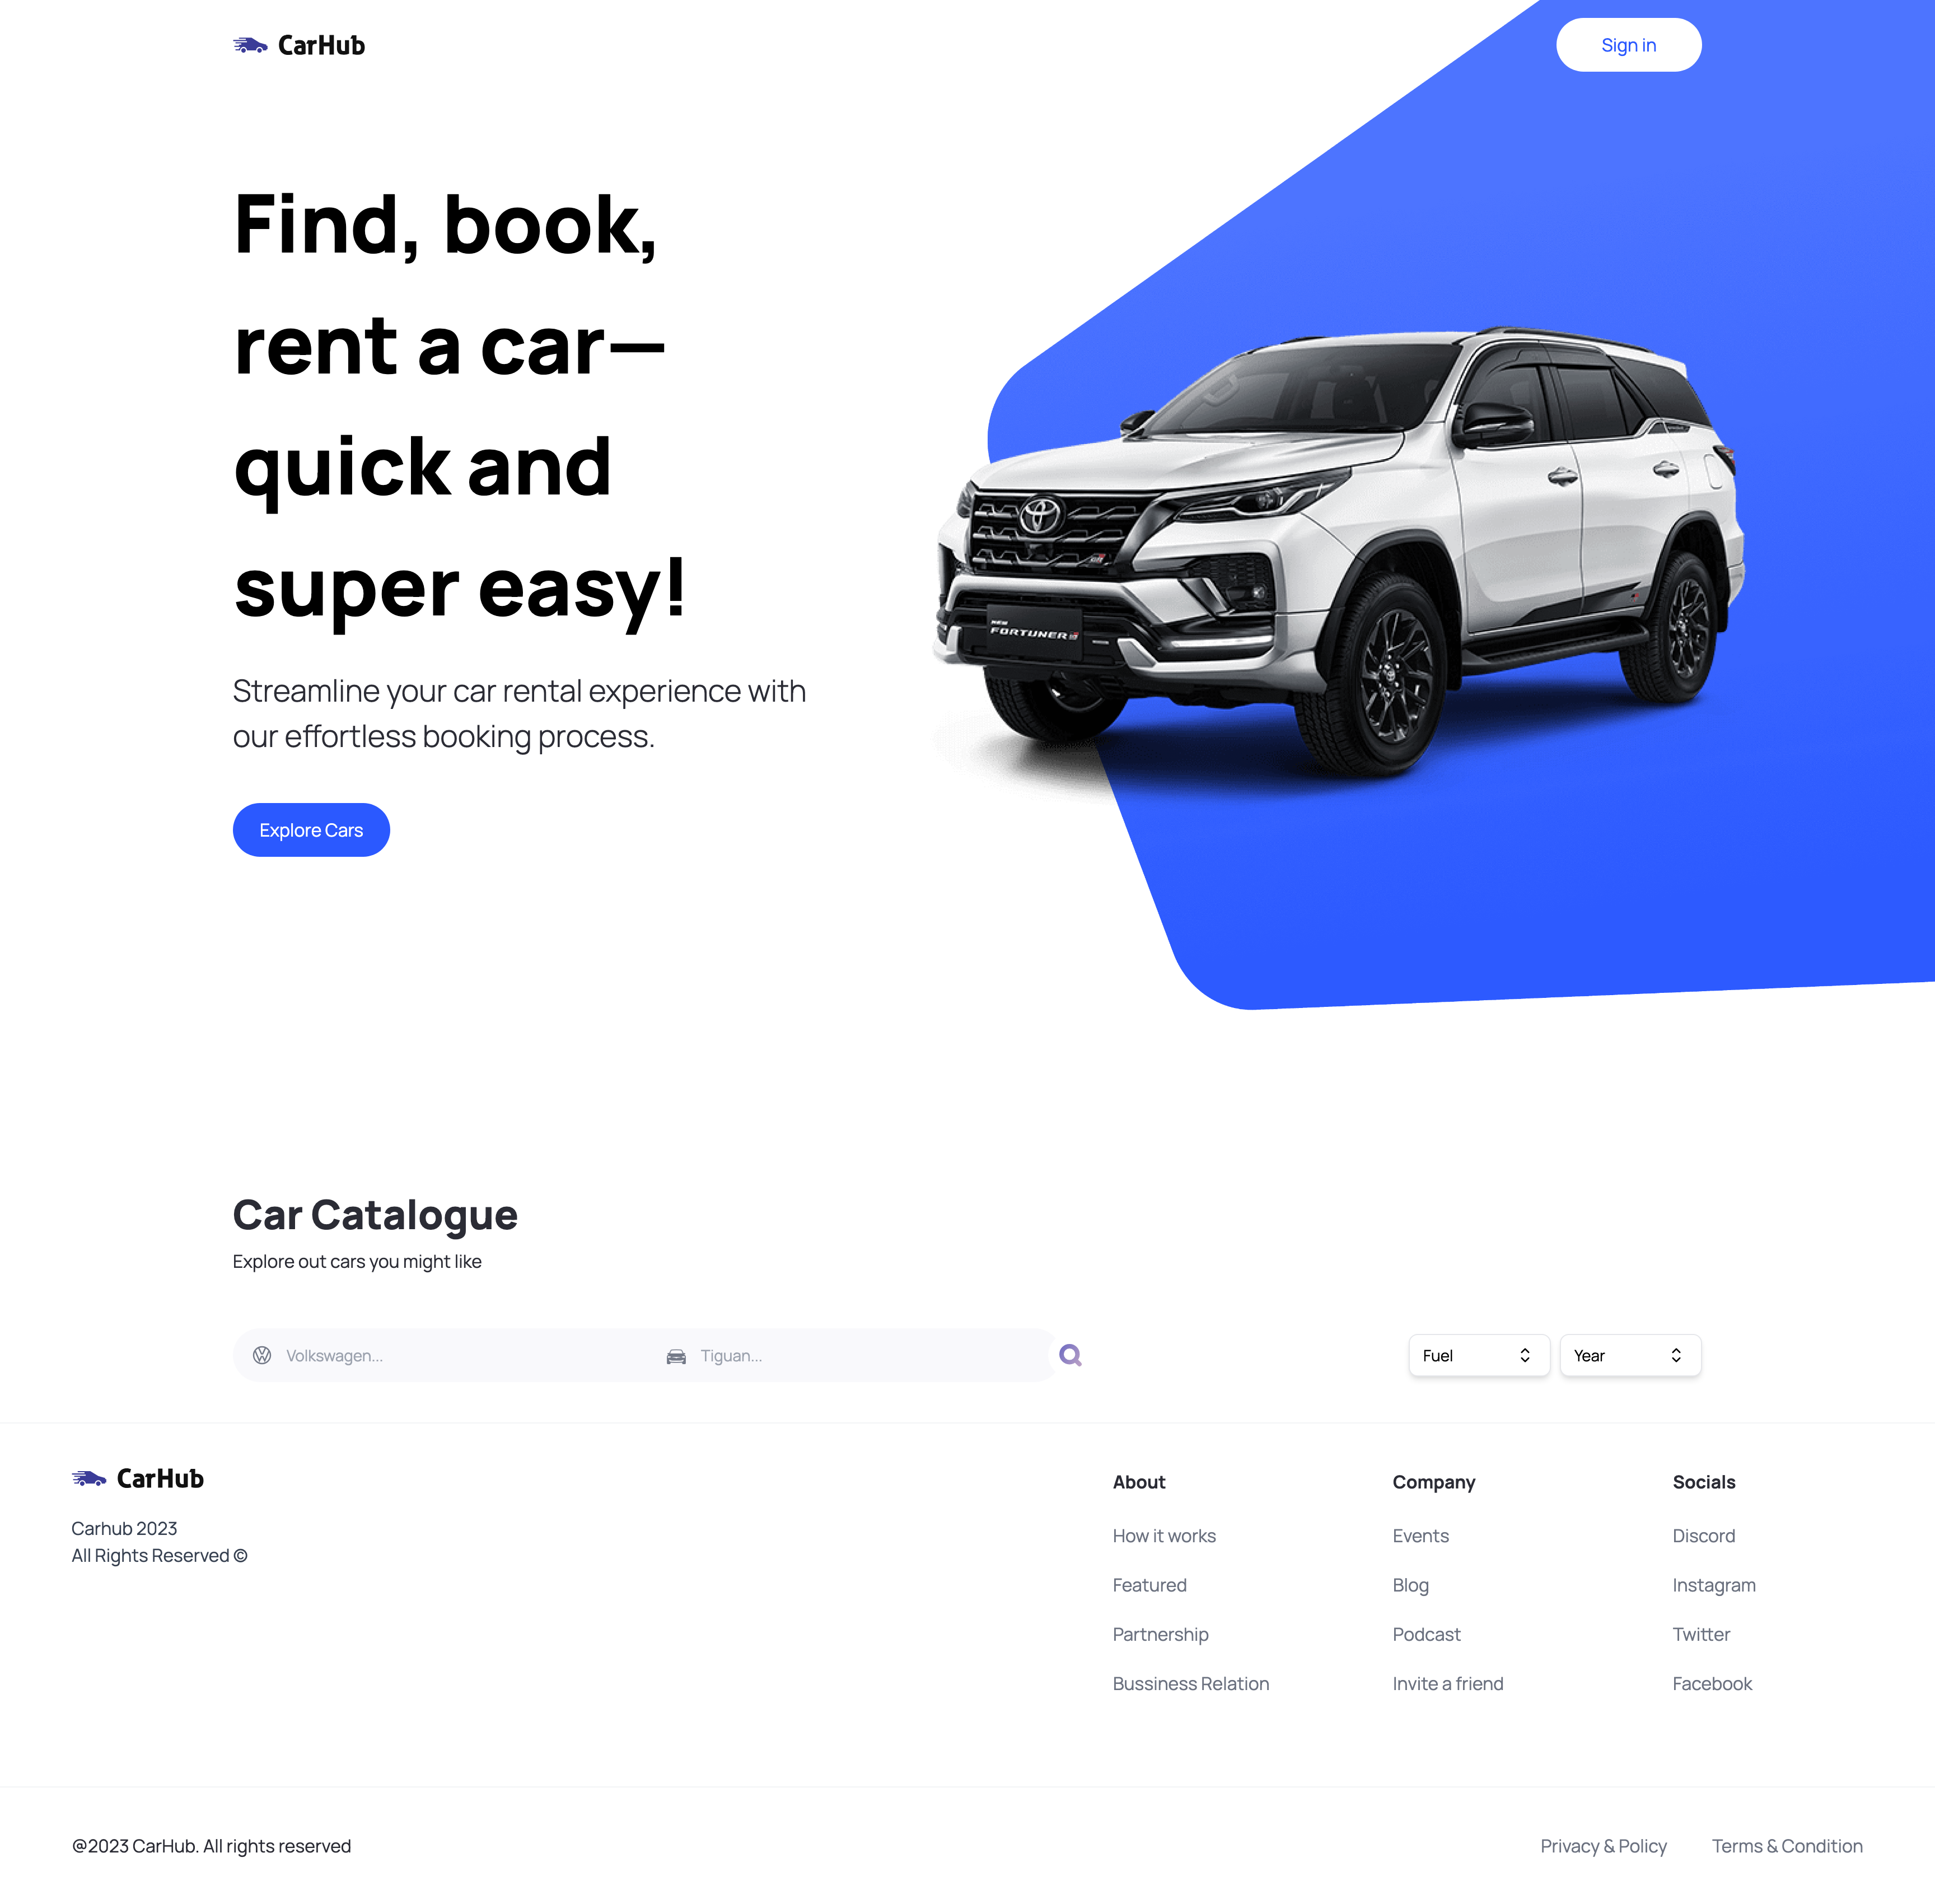 CarHub
Sign in
Find, book,
rent a car—
quick and
super easy!
Streamline your car rental experience with
our effortless booking process.
Explore Cars
NEW
FORTUNER GR
Car Catalogue
Explore out cars you might like
Volkswagen...
Tiguan...
Fuel
Year
CarHub
Carhub 2023
All Rights Reserved ©
About
How it works
Featured
Partnership
Bussiness Relation
Company
Events
Blog
Podcast
Invite a friend
Socials
Discord
Instagram
Twitter
Facebook
@2023 CarHub. All rights reserved
Privacy & Policy
Terms & Condition